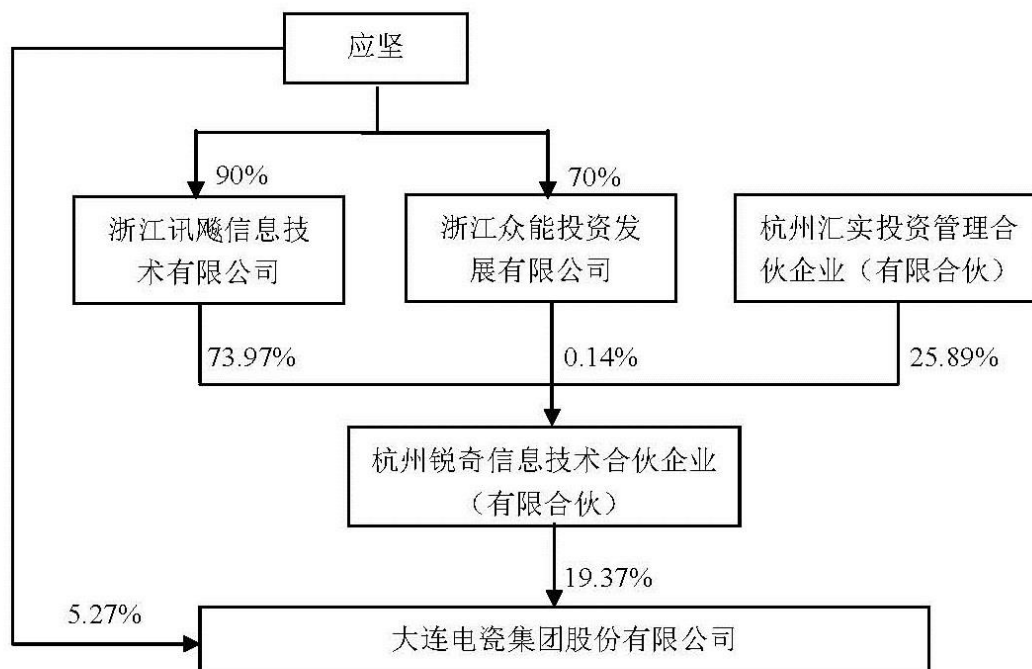 应坚
90%
70%
浙江讯飚信息技
术有限公司
浙江众能投资发
展有限公司
杭州汇实投资管理合
伙企业（有限合伙）
73.97%
0.14%
25.89%
杭州锐奇信息技术合伙企业
（有限合伙）
19.37%
5.27%
大连电瓷集团股份有限公司